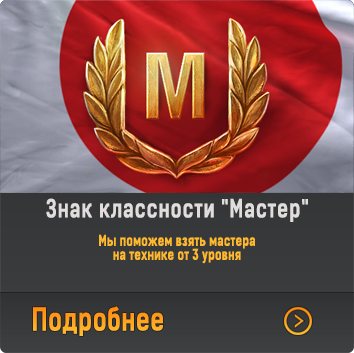 М
Знак классности "Мастер"
Мы поможем взять мастера
на технике от 3 уровня
Подробнее